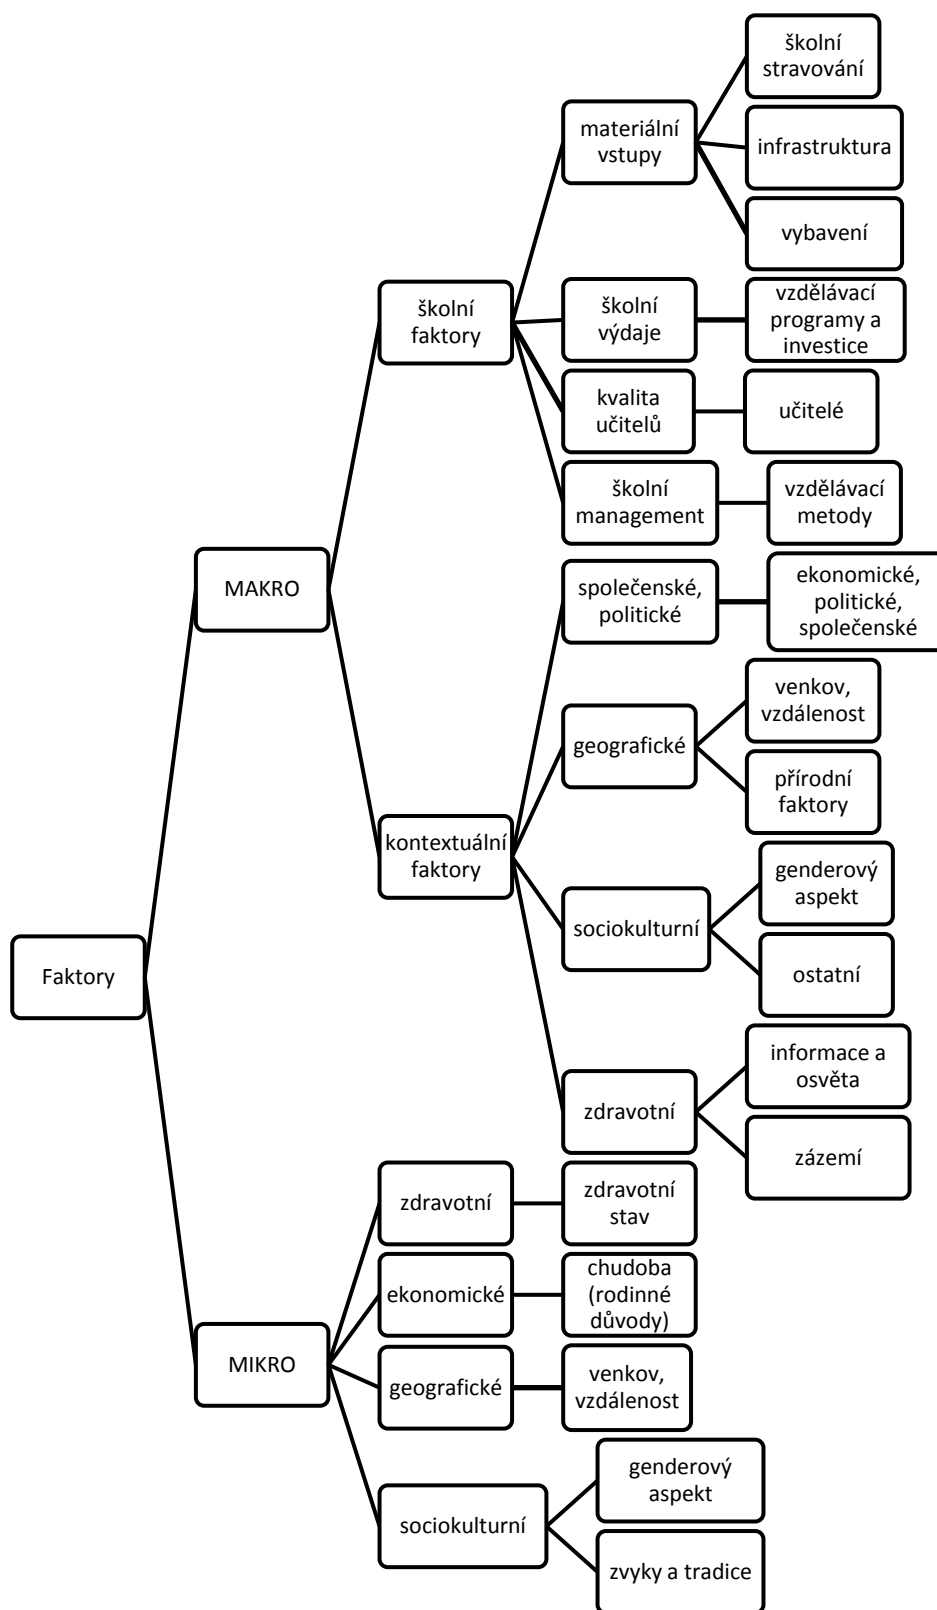 školní
stravování
materiální
vstupy
infrastruktura
vybavení
školní
faktory
školní
výdaje
vzdělávací
programy a
investice
kvalita
učitelů
učitelé
školní
management
vzdělávací
metody
MAKRO
společenské,
politické
ekonomické,
politické,
společenské
geografické
venkov,
vzdálenost
přírodní
faktory
kontextuální
faktory
sociokulturní
genderový
aspekt
ostatní
Faktory
zdravotní
informace a
osvěta
zázemí
zdravotní
zdravotní
stav
ekonomické
chudoba
(rodinné
důvody)
MIKRO
geografické
venkov,
vzdálenost
sociokulturní
genderový
aspekt
zvyky a tradice